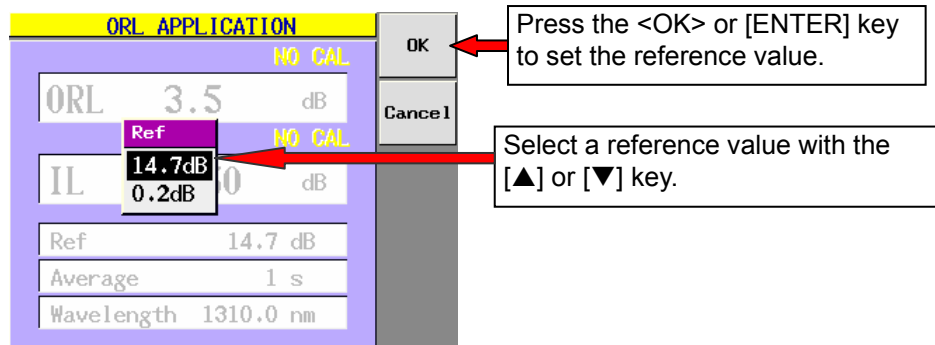 ORL APPLICATION
NO CAL
ORL 3.5 dB
NO CAL
IL 0 dB
Ref
14.7dB
0.2dB
Ref 14.7 dB
Average 1 s
Wavelength 1310.0 nm
OK
Cancel
Press the <OK> or [ENTER] key
to set the reference value.
Select a reference value with the
[▲] or [▼] key.